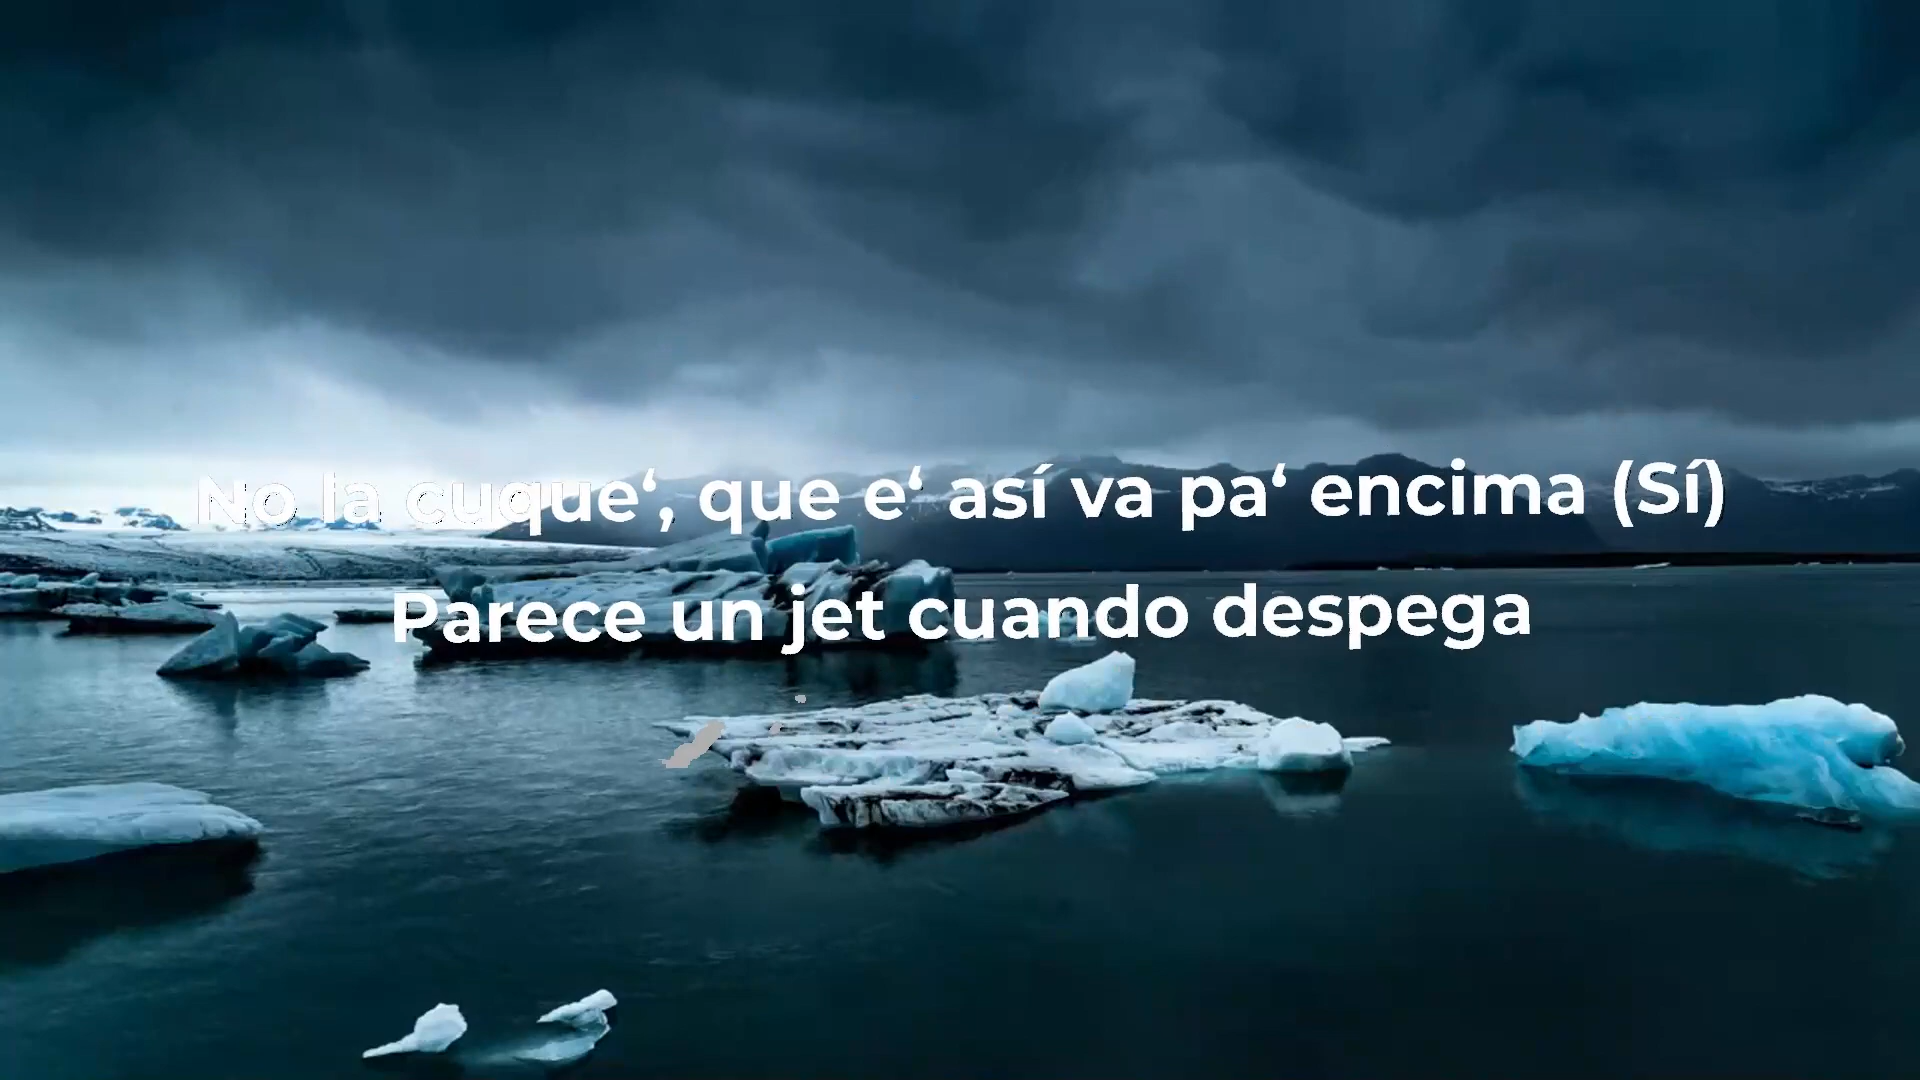 No la cuque‘, que e‘ así va pa‘ encima (Sí)
Parece un jet cuando despega